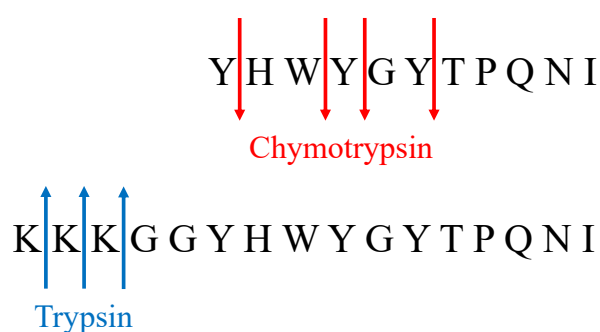 Y H W Y G Y T P Q N I
Chymotrypsin
K K K G G Y H W Y G Y T P Q N I
Trypsin